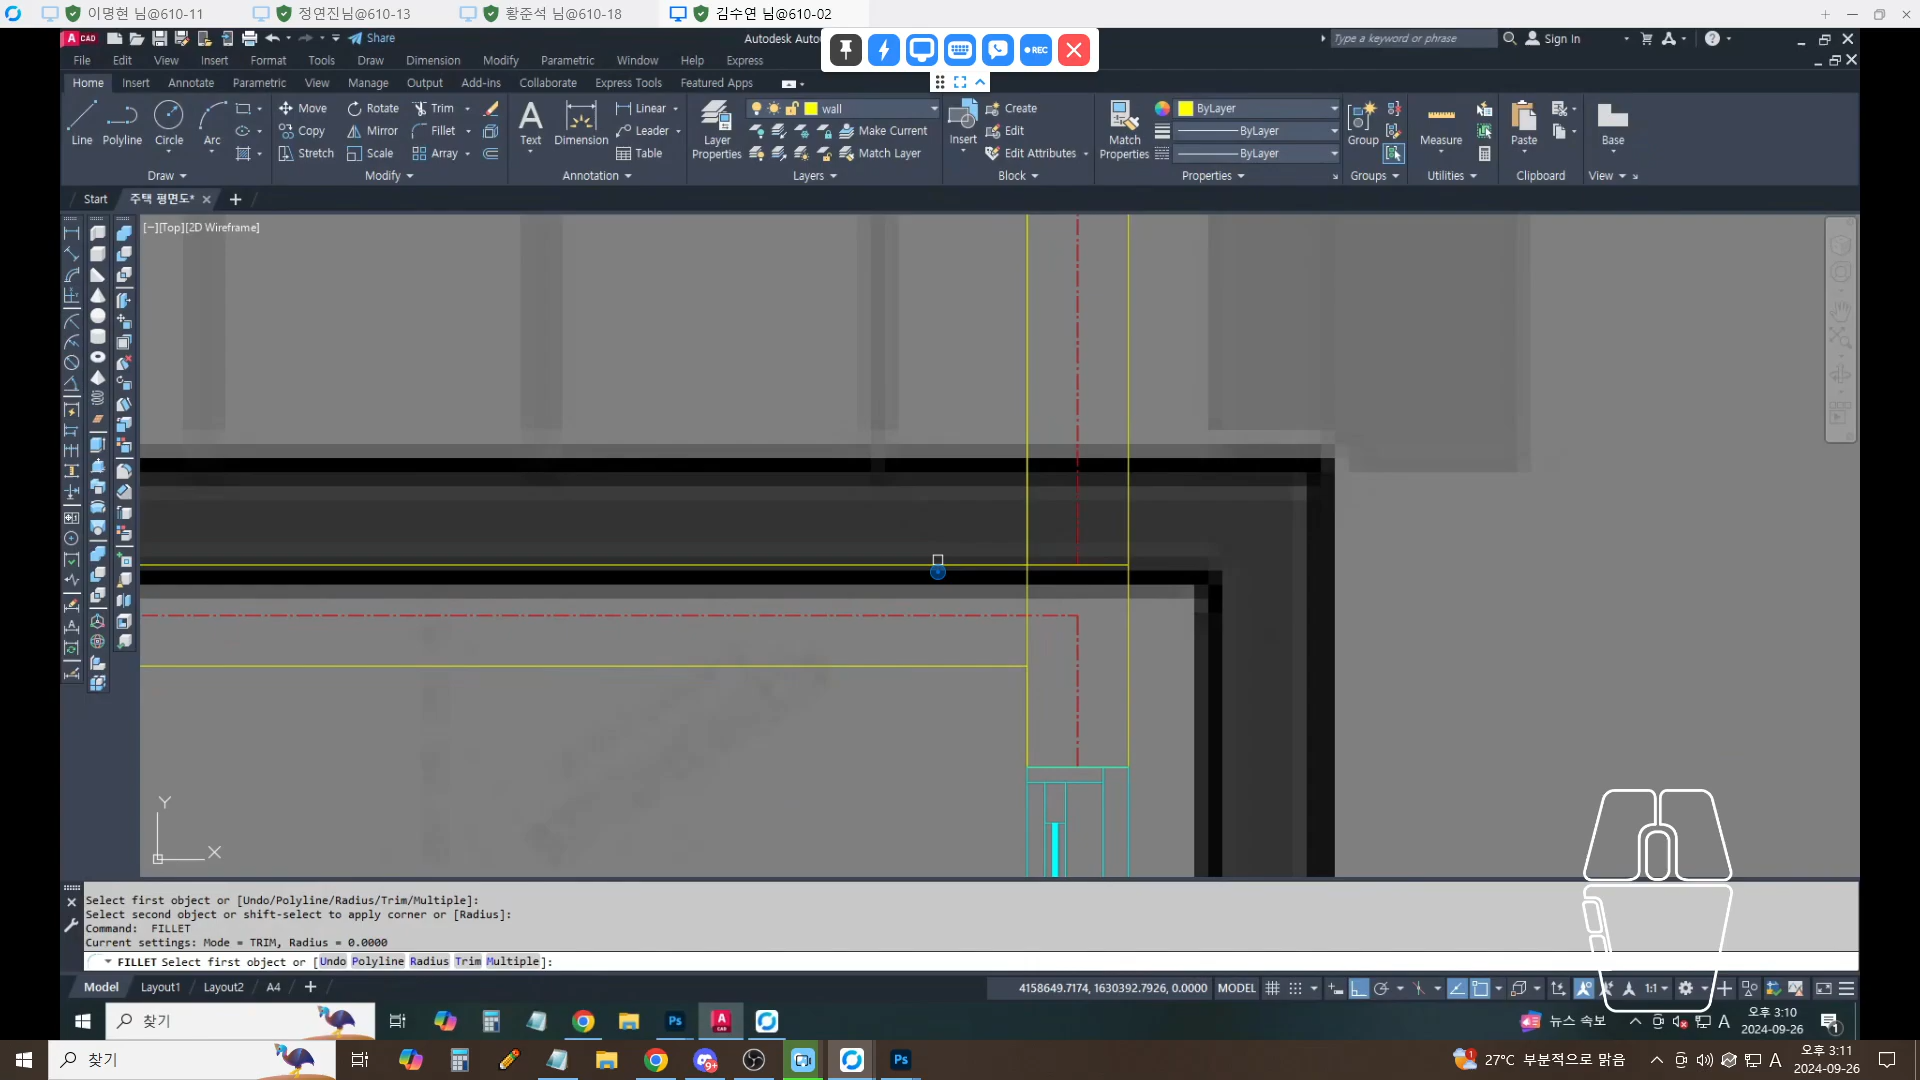 이명현 님@610-11
정연진님@610-13
황준석 님@610-18
김수연 님@610-02
A CAD
Share
Autodesk Auto
REC
Type a keyword or phrase
Sign In
File Edit View Insert Format Tools Draw Dimension Modify Parametric Window Help Express
Home Insert Annotate Parametric View Manage Output Add-ins Collaborate Express Tools Featured Apps
Line
Polyline
Circle
Arc
Move
Rotate
Trim
Copy
Mirror
Fillet
Stretch
Scale
Array
Text
Dimension
Linear
Leader
Table
Layer
Properties
wall
Make Current
Match Layer
Insert
Create
Edit
Edit Attributes
Match
Properties
ByLayer
ByLayer
ByLayer
Group
Measure
Paste
Base
Draw
Modify
Annotation
Layers
Block
Properties
Groups
Utilities
Clipboard
View
Start
주택 평면도*
[−][Top][2D Wireframe]
Y
X
Select first object or [Undo/Polyline/Radius/Trim/Multiple]:
Select second object or shift-select to apply corner or [Radius]:
Command: FILLET
Current settings: Mode = TRIM, Radius = 0.0000
FILLET Select first object or [Undo Polyline Radius Trim Multiple]:
Model Layout1 Layout2 A4
4158649.7174, 1630392.7926, 0.0000 MODEL
1:1
찾기
Ps
A CAD
뉴스 속보
A
오후 3:10
2024-09-26
1
찾기
9+
Ps
27°C 부분적으로 맑음
A
오후 3:11
2024-09-26